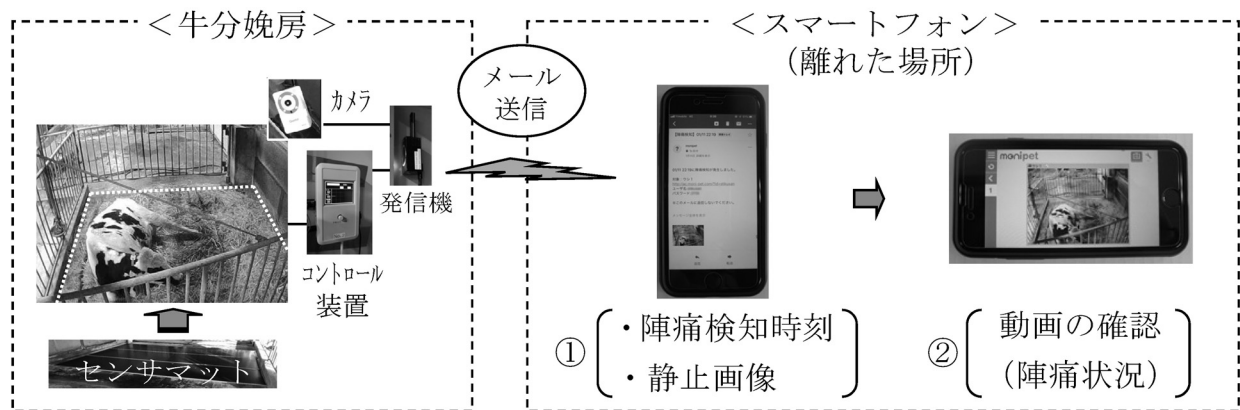 ＜牛分娩房＞
カメラ
発信機
コントロール
装置
センサマット
メール
送信
＜スマートフォン＞
(離れた場所)
monipet
1
①
・陣痛検知時刻
・静止画像
②
動画の確認
(陣痛状況)